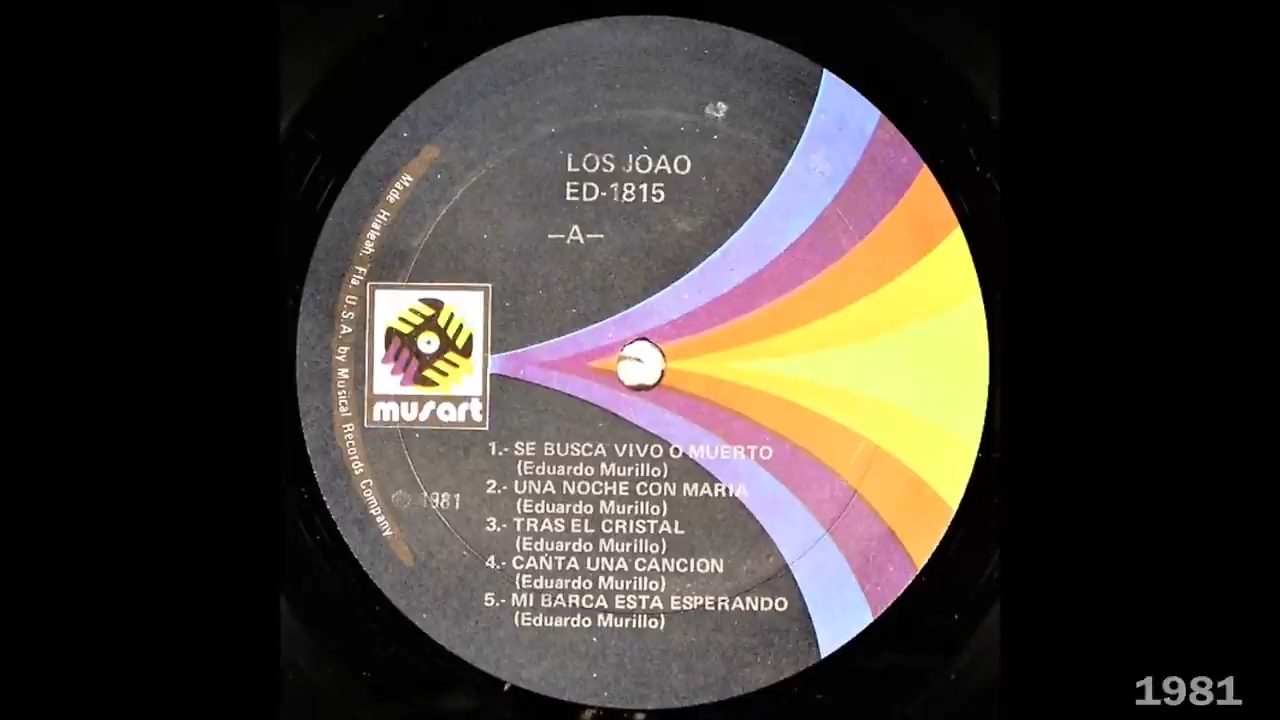 LOS JOAO
ED-1815
—A—
Made Hialeah, Fla. U.S.A. by Musical Records Company
musart
℗ 1981
1.- SE BUSCA VIVO O MUERTO
(Eduardo Murillo)
2.- UNA NOCHE CON MARIA
(Eduardo Murillo)
3.- TRAS EL CRISTAL
(Eduardo Murillo)
4.- CANTA UNA CANCION
(Eduardo Murillo)
5.- MI BARCA ESTA ESPERANDO
(Eduardo Murillo)
1981